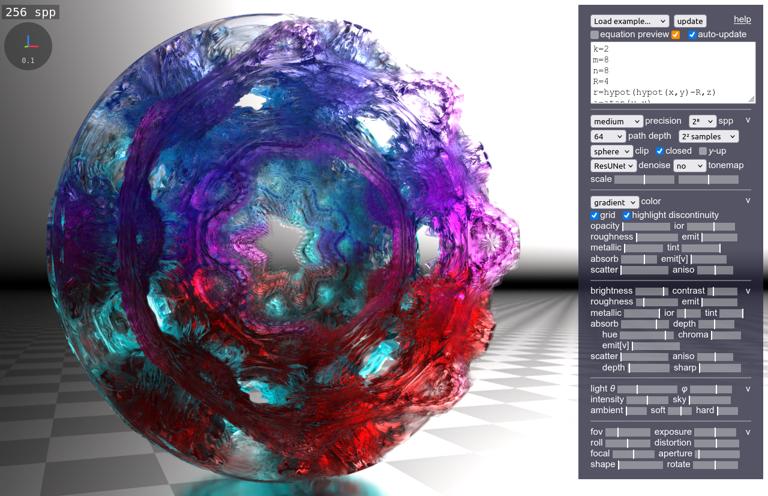 256 spp
0.1
Load example... update help
equation preview auto-update
k=2
m=8
n=8
R=4
r=hypot(hypot(x,y)-R,z)
medium precision 2⁸ spp v
64 path depth 2² samples
sphere clip closed y-up
ResUNet denoise no tonemap
scale
gradient color v
grid highlight discontinuity
opacity ior
roughness emit
metallic tint
absorb emit[v]
scatter aniso
brightness contrast v
roughness emit
metallic ior tint
absorb depth
hue chroma
emit[v]
scatter aniso
depth sharp
light θ φ v
intensity sky
ambient soft hard
fov exposure v
roll distortion
focal aperture
shape rotate